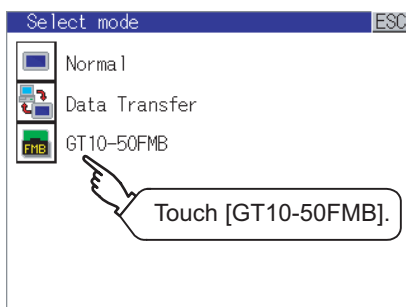 Select mode ESC
Normal
Data Transfer
FMB GT10-50FMB
Touch [GT10-50FMB].